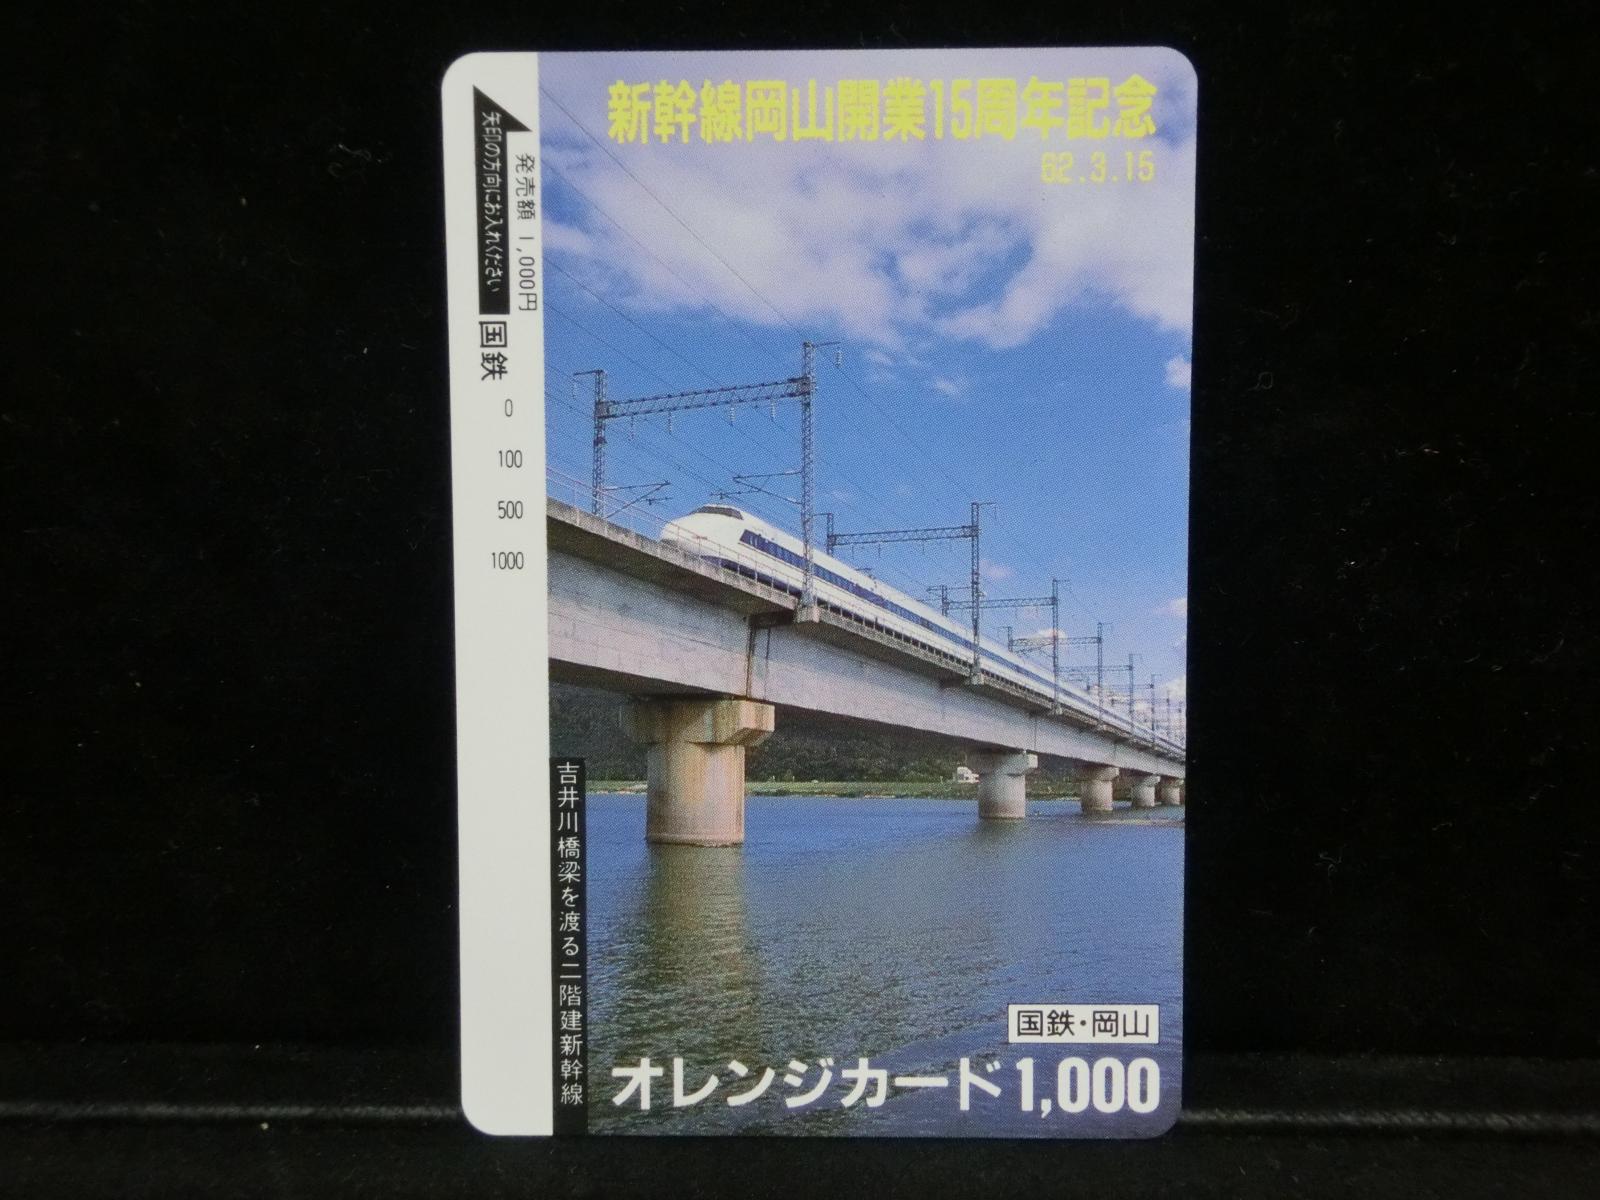 新幹線岡山開業15周年記念
62.3.15
矢印の方向にお入れください
発売額 1,000円
国鉄
0
100
500
1000
吉井川橋梁を渡る二階建新幹線
国鉄・岡山
オレンジカード1,000